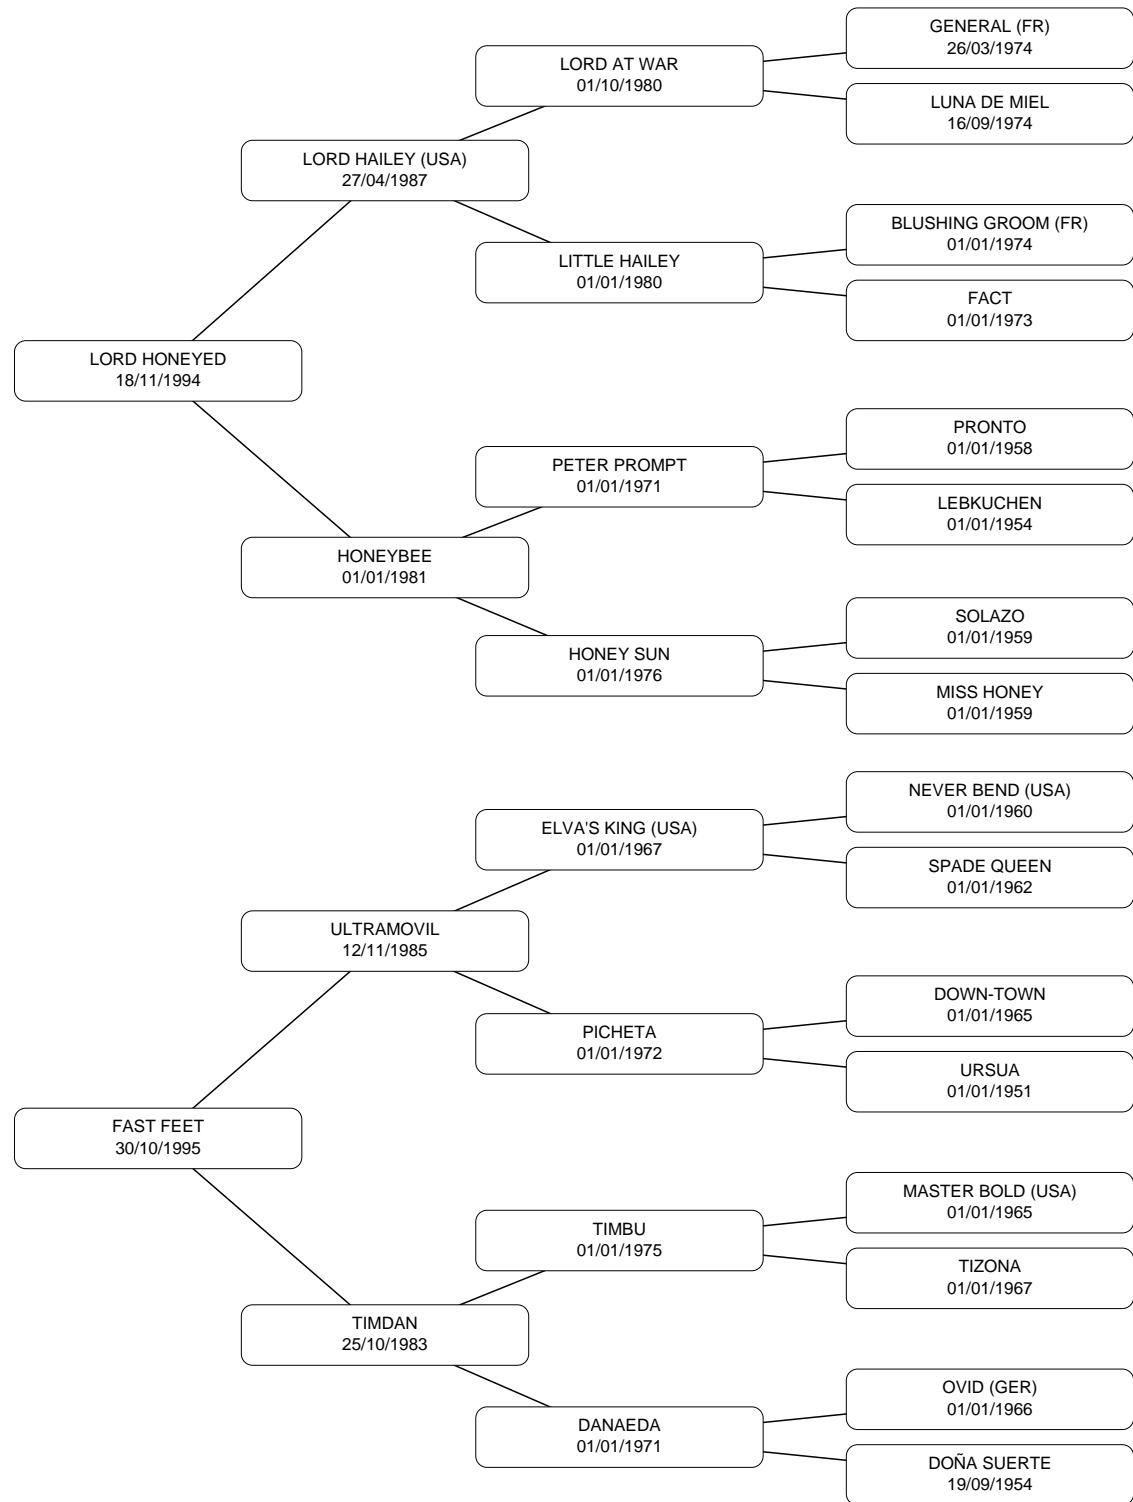 GENERAL (FR)
26/03/1974
LORD AT WAR
01/10/1980
LUNA DE MIEL
16/09/1974
LORD HAILEY (USA)
27/04/1987
BLUSHING GROOM (FR)
01/01/1974
LITTLE HAILEY
01/01/1980
FACT
01/01/1973
LORD HONEYED
18/11/1994
PRONTO
01/01/1958
PETER PROMPT
01/01/1971
LEBKUCHEN
01/01/1954
HONEYBEE
01/01/1981
SOLAZO
01/01/1959
HONEY SUN
01/01/1976
MISS HONEY
01/01/1959
NEVER BEND (USA)
01/01/1960
ELVA'S KING (USA)
01/01/1967
SPADE QUEEN
01/01/1962
ULTRAMOVIL
12/11/1985
DOWN-TOWN
01/01/1965
PICHETA
01/01/1972
URSUA
01/01/1951
FAST FEET
30/10/1995
MASTER BOLD (USA)
01/01/1965
TIMBU
01/01/1975
TIZONA
01/01/1967
TIMDAN
25/10/1983
OVID (GER)
01/01/1966
DANAEDA
01/01/1971
DOÑA SUERTE
19/09/1954